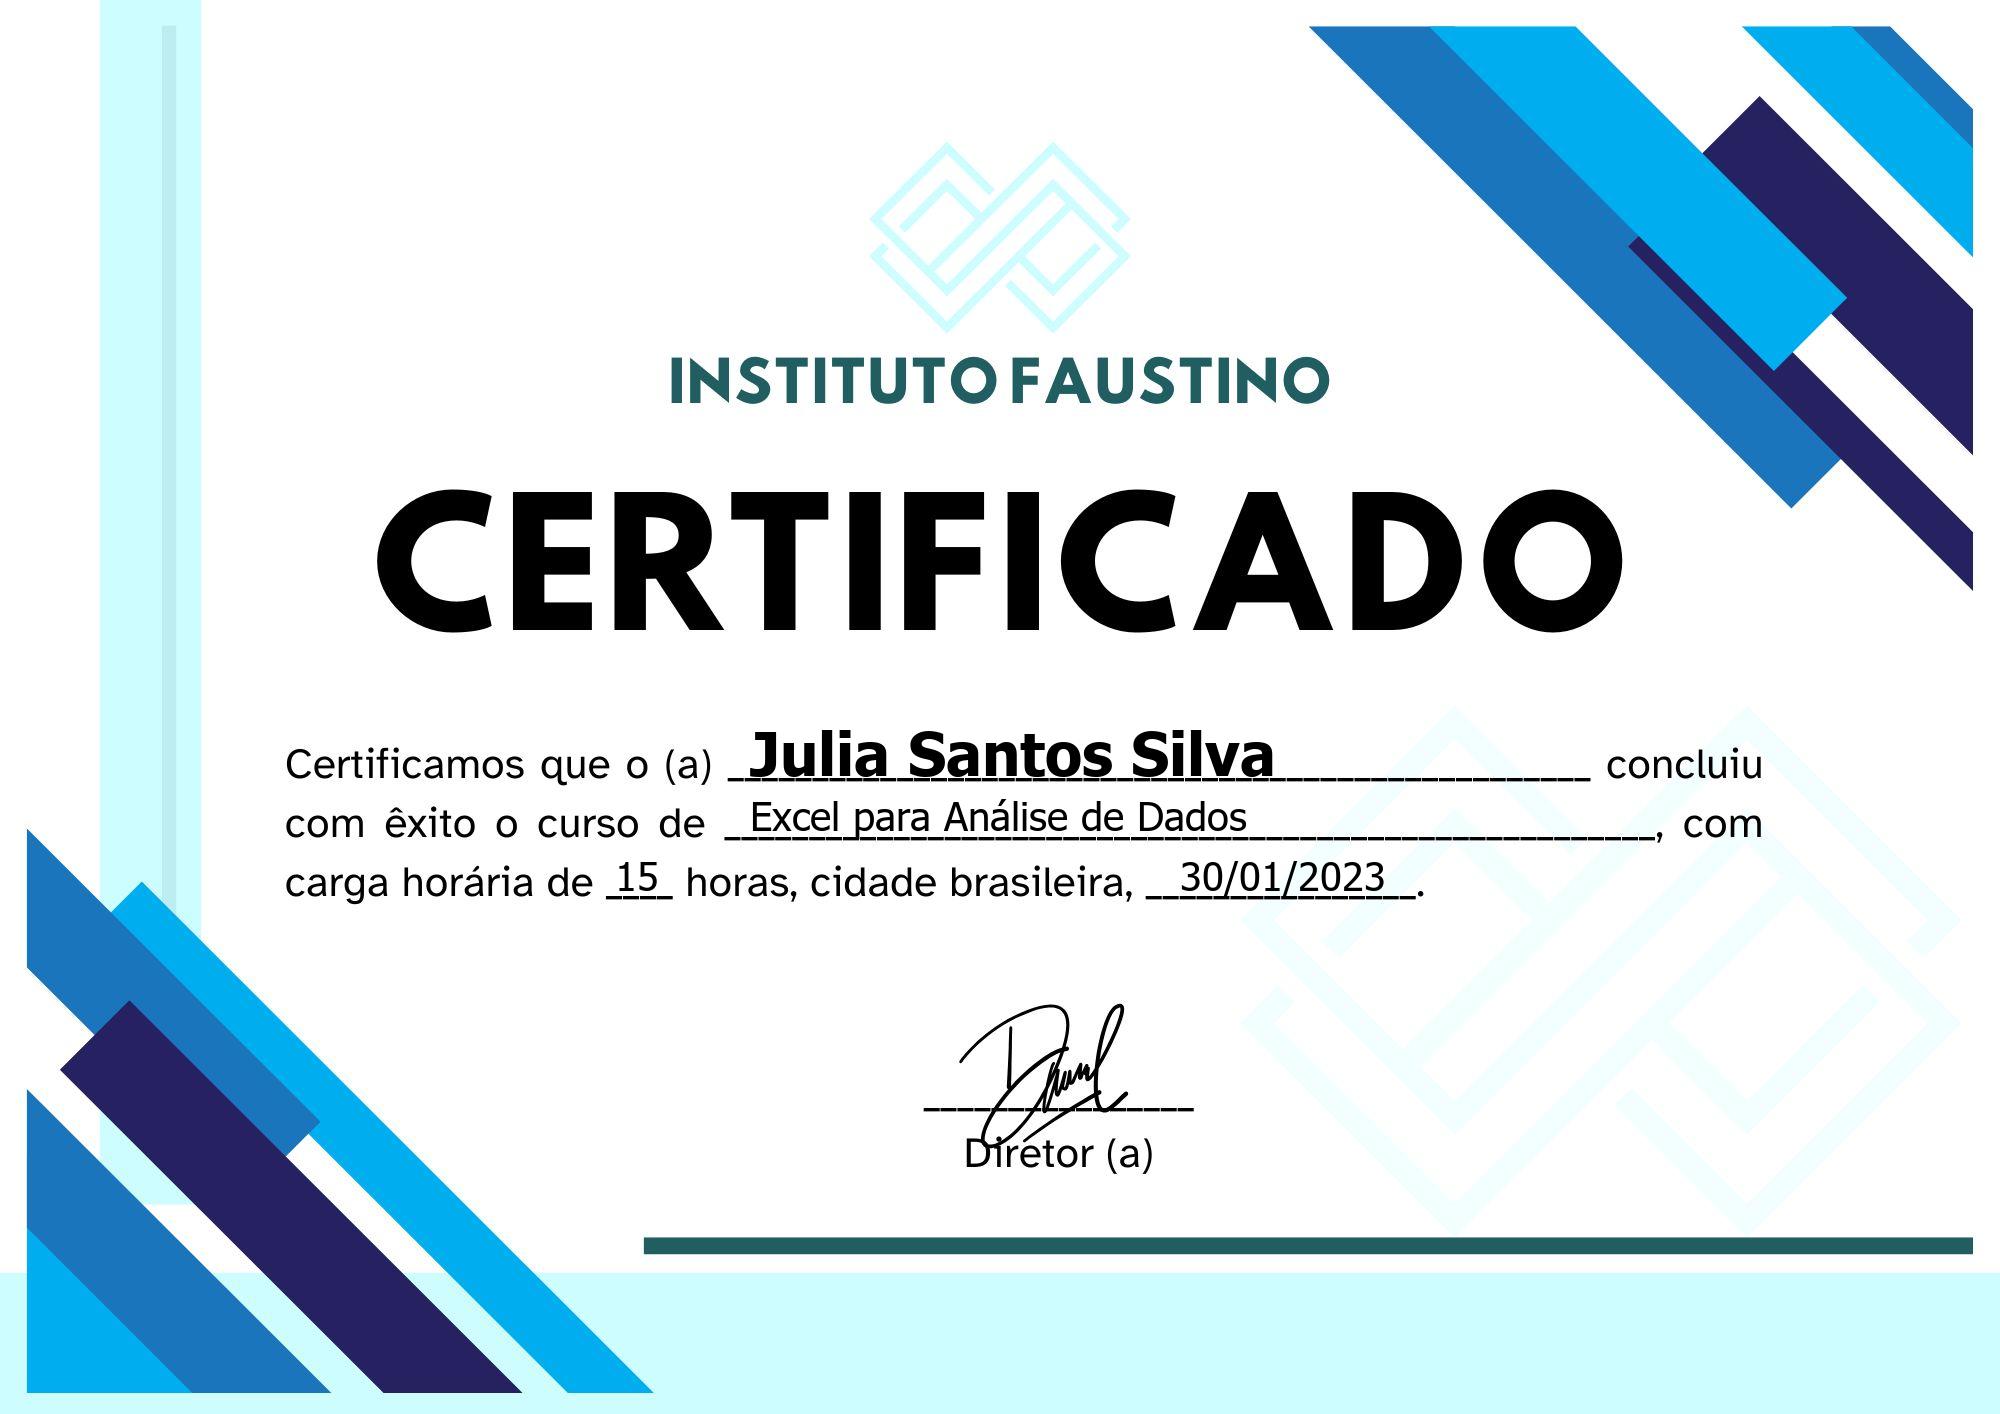 INSTITUTO FAUSTINO
CERTIFICADO
Certificamos que o (a) Julia Santos Silva concluiu
com êxito o curso de Excel para Análise de Dados, com
carga horária de 15 horas, cidade brasileira, 30/01/2023.
Diretor (a)